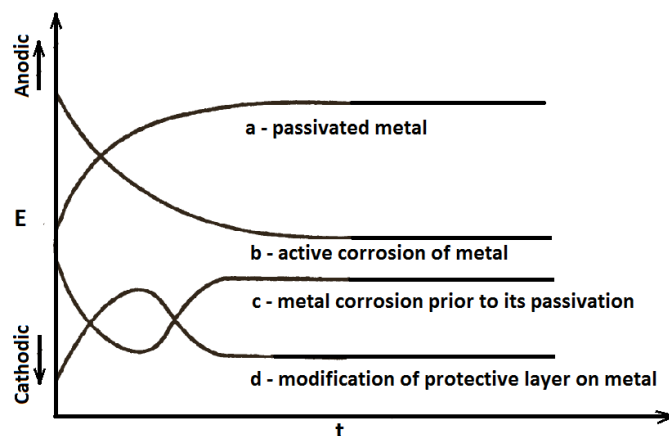 Anodic
a - passivated metal
E
b - active corrosion of metal
c - metal corrosion prior to its passivation
Cathodic
d - modification of protective layer on metal
t